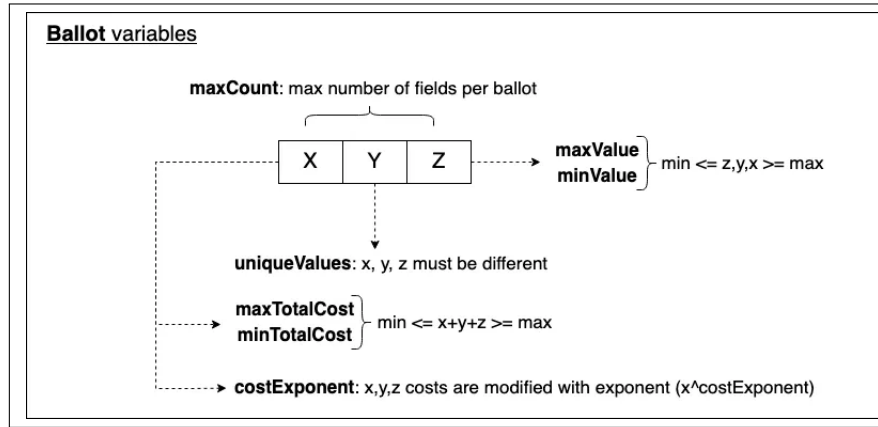 Ballot variables
maxCount: max number of fields per ballot
X Y Z
maxValue
minValue
min <= z,y,x >= max
uniqueValues: x, y, z must be different
maxTotalCost
minTotalCost
min <= x+y+z >= max
costExponent: x,y,z costs are modified with exponent (x^costExponent)